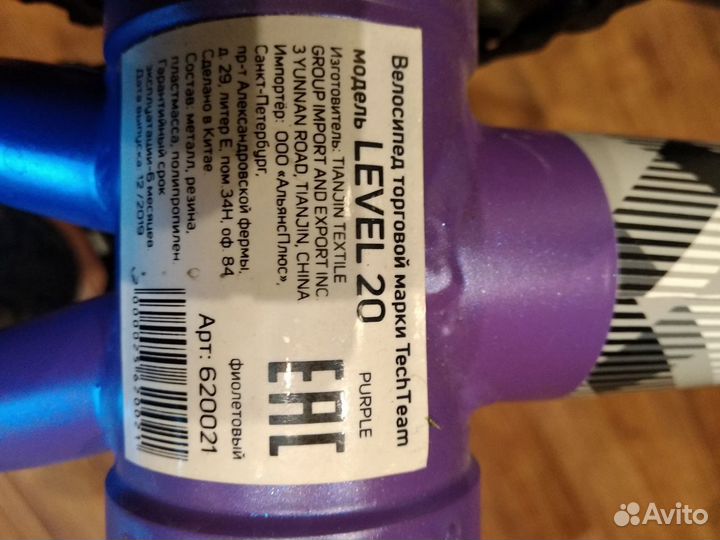 Велосипед торговой марки TechTeam
модель LEVEL 20
PURPLE
Изготовитель: TIANJIN TEXTILE
GROUP IMPORT AND EXPORT INC.
3 YUNNAN ROAD, TIANJIN, CHINA
Импортёр: ООО «АльянсПлюс»,
Санкт-Петербург,
пр-т Александровской фермы,
д. 29, литер Е, пом. 34Н, оф. 84
Сделано в Китае
Состав: металл, резина,
пластмасса, полипропилен.
Гарантийный срок
эксплуатации-6 месяцев.
Дата выпуска: 12/2019
EAC
фиолетовый
Арт: 620021
Avito